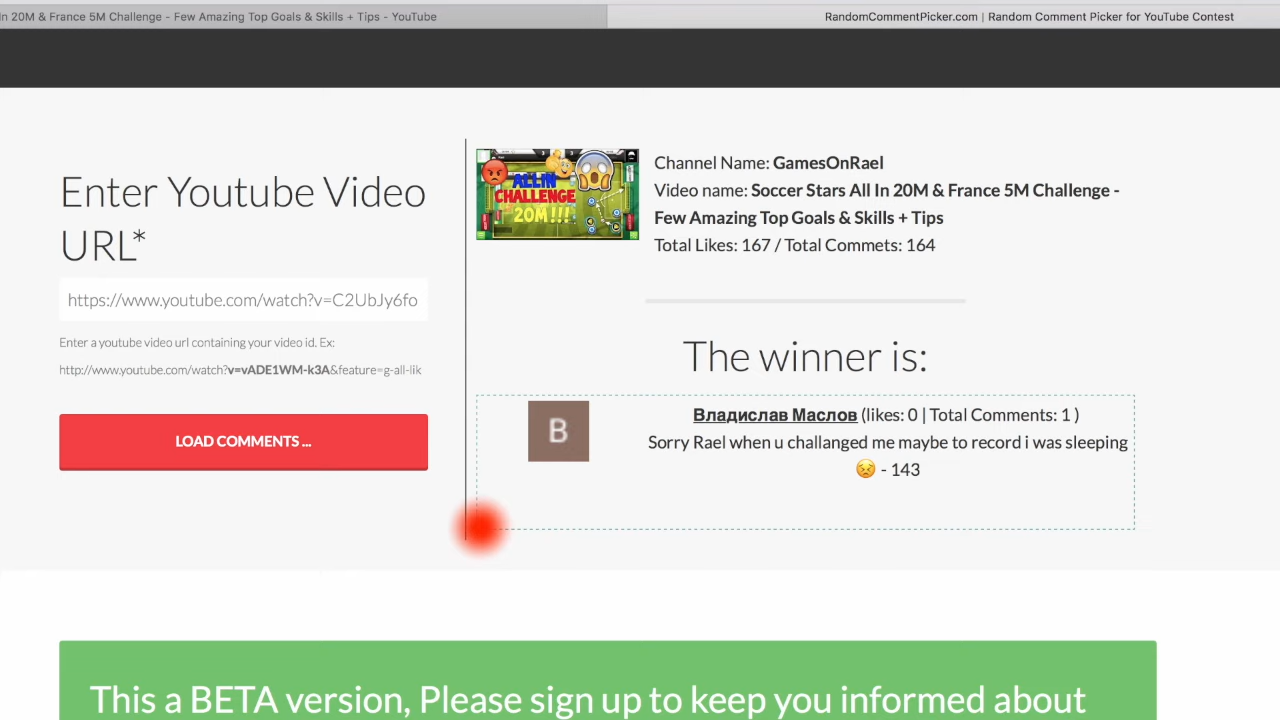 In 20M & France 5M Challenge - Few Amazing Top Goals & Skills + Tips - YouTube
RandomCommentPicker.com | Random Comment Picker for YouTube Contest
Enter Youtube Video
URL*
https://www.youtube.com/watch?v=C2UbJy6fo
Enter a youtube video url containing your video id. Ex:
http://www.youtube.com/watch?v=vADE1WM-k3A&feature=g-all-lik
LOAD COMMENTS ...
ALLIN
CHALLENGE
20M!!!
Channel Name: GamesOnRael
Video name: Soccer Stars All In 20M & France 5M Challenge -
Few Amazing Top Goals & Skills + Tips
Total Likes: 167 / Total Commets: 164
The winner is:
В
Владислав Маслов (likes: 0 | Total Comments: 1 )
Sorry Rael when u challanged me maybe to record i was sleeping
😣 - 143
This a BETA version, Please sign up to keep you informed about